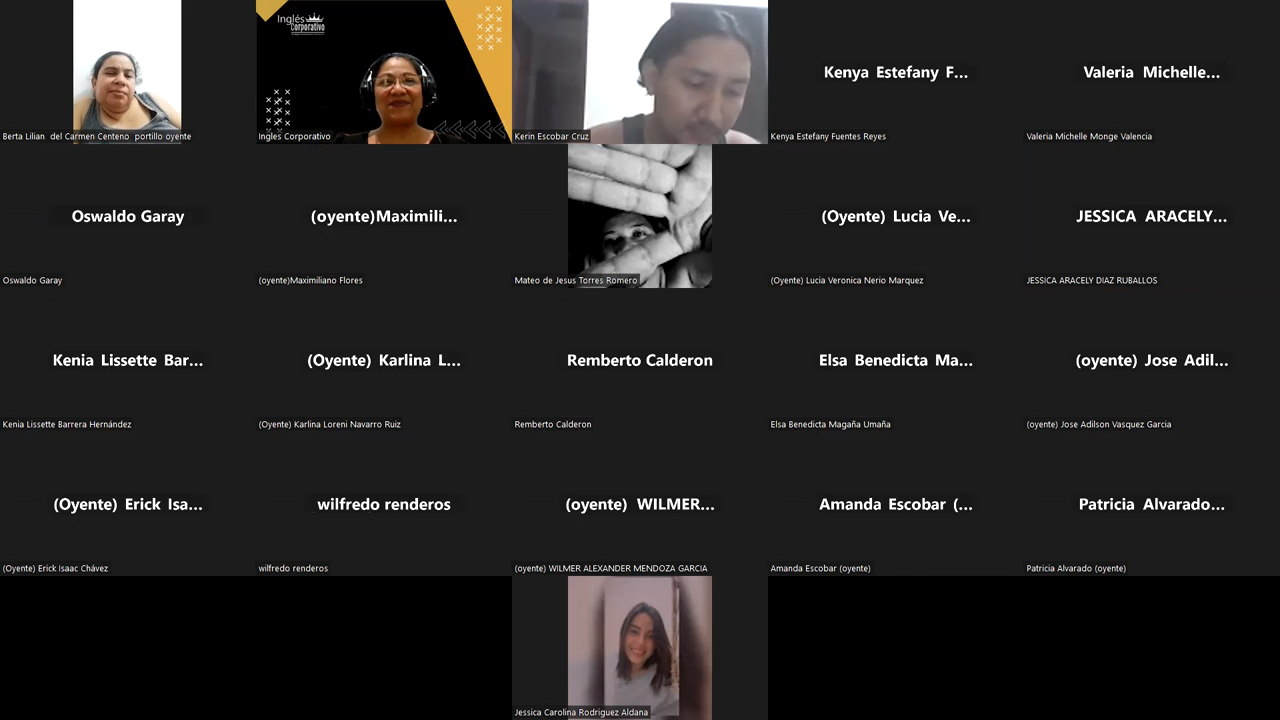 Inglés
Corporativo
Berta Lilian del Carmen Centeno portillo oyente
Inglés Corporativo
Kerin Escobar Cruz
Kenya Estefany F...
Kenya Estefany Fuentes Reyes
Valeria Michelle...
Valeria Michelle Monge Valencia
Oswaldo Garay
Oswaldo Garay
(oyente)Maximili...
(oyente)Maximiliano Flores
Mateo de Jesus Torres Romero
(Oyente) Lucia Ve...
(Oyente) Lucia Veronica Nerio Marquez
JESSICA ARACELY...
JESSICA ARACELY DIAZ RUBALLOS
Kenia Lissette Bar...
Kenia Lissette Barrera Hernández
(Oyente) Karlina L...
(Oyente) Karlina Loreni Navarro Ruiz
Remberto Calderon
Remberto Calderon
Elsa Benedicta Ma...
Elsa Benedicta Magaña Umaña
(oyente) Jose Adil...
(oyente) Jose Adilson Vasquez Garcia
(Oyente) Erick Isa...
(Oyente) Erick Isaac Chávez
wilfredo renderos
wilfredo renderos
(oyente) WILMER...
(oyente) WILMER ALEXANDER MENDOZA GARCIA
Amanda Escobar (...
Amanda Escobar (oyente)
Patricia Alvarado...
Patricia Alvarado (oyente)
Jessica Carolina Rodriguez Aldana